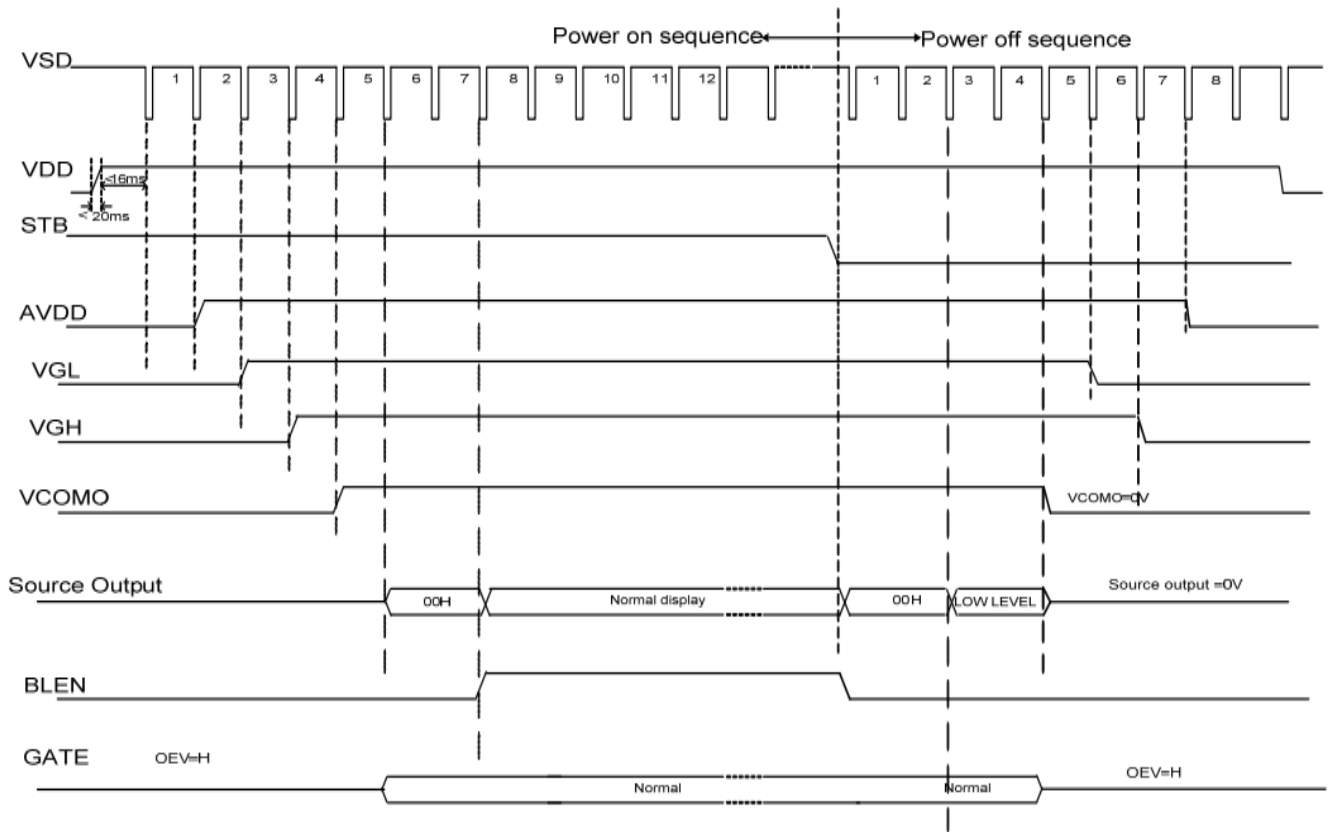 Power on sequence Power off sequence
VSD
1 2 3 4 5 6 7 8 9 10 11 12 1 2 3 4 5 6 7 8
VDD
≤16ms
< 20ms
STB
AVDD
VGL
VGH
VCOMO
VCOMO=0V
Source Output
00H Normal display 00H LOW LEVEL
Source output =0V
BLEN
GATE
OEV=H
OEV=H
Normal Normal